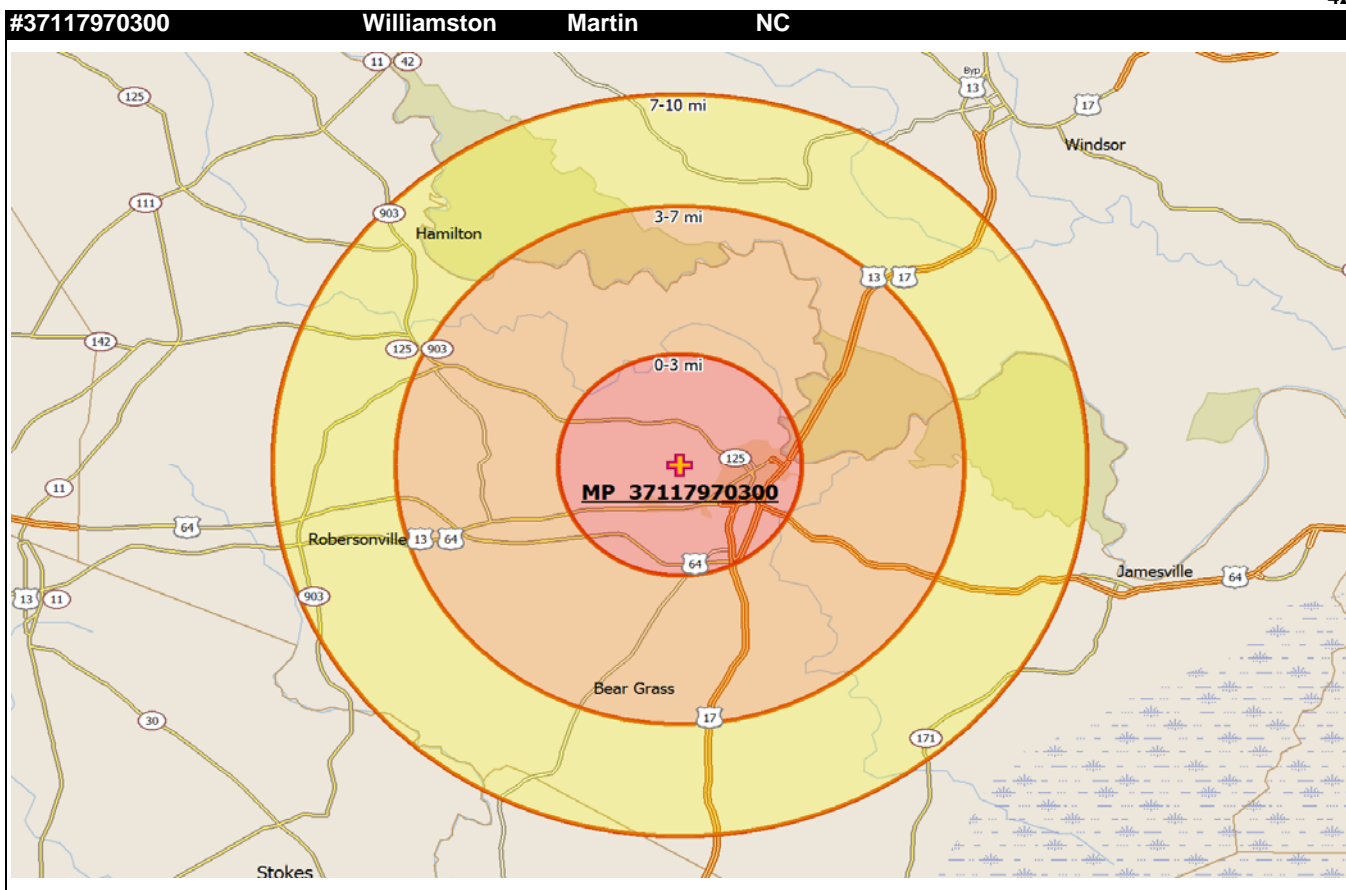 #37117970300 Williamston Martin NC
11 42
125
7-10 mi
Byp
13
17
Windsor
111
903
3-7 mi
Hamilton
13 17
142
125 903
0-3 mi
125
MP 37117970300
11
64
Robersonville 13 64
64
Jamesville 64
13 11
903
Bear Grass
17
30
171
Stokes